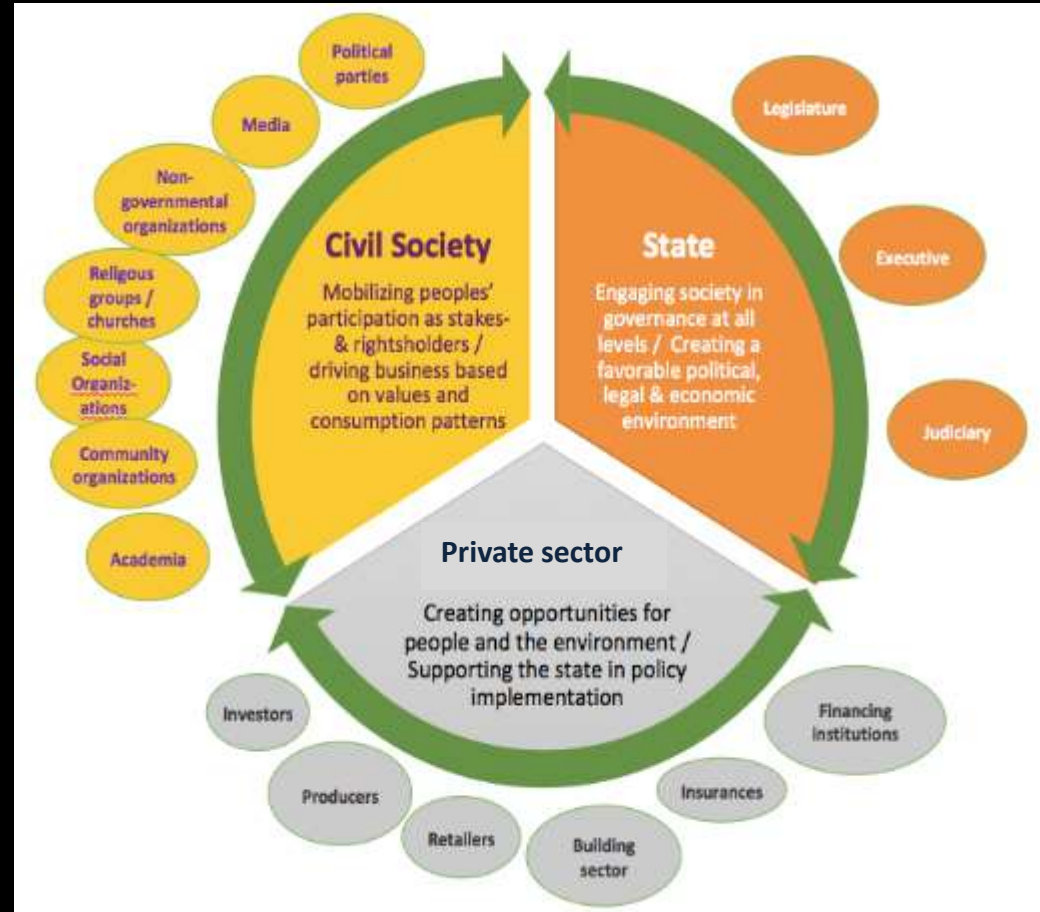 Political
parties
Media
Non-
governmental
organizations
Religous
groups /
churches
Social
Organiz-
ations
Community
organizations
Academia
Civil Society
Mobilizing peoples'
participation as stakes-
& rightsholders /
driving business based
on values and
consumption patterns
State
Engaging society in
governance at all
levels / Creating a
favorable political,
legal & economic
environment
Legislature
Executive
Judiciary
Private sector
Creating opportunities for
people and the environment /
Supporting the state in policy
implementation
Investors
Producers
Retailers
Building
sector
Insurances
Financing
institutions